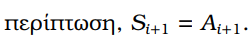 περίπτωση, $S_{i+1} = A_{i+1}$.